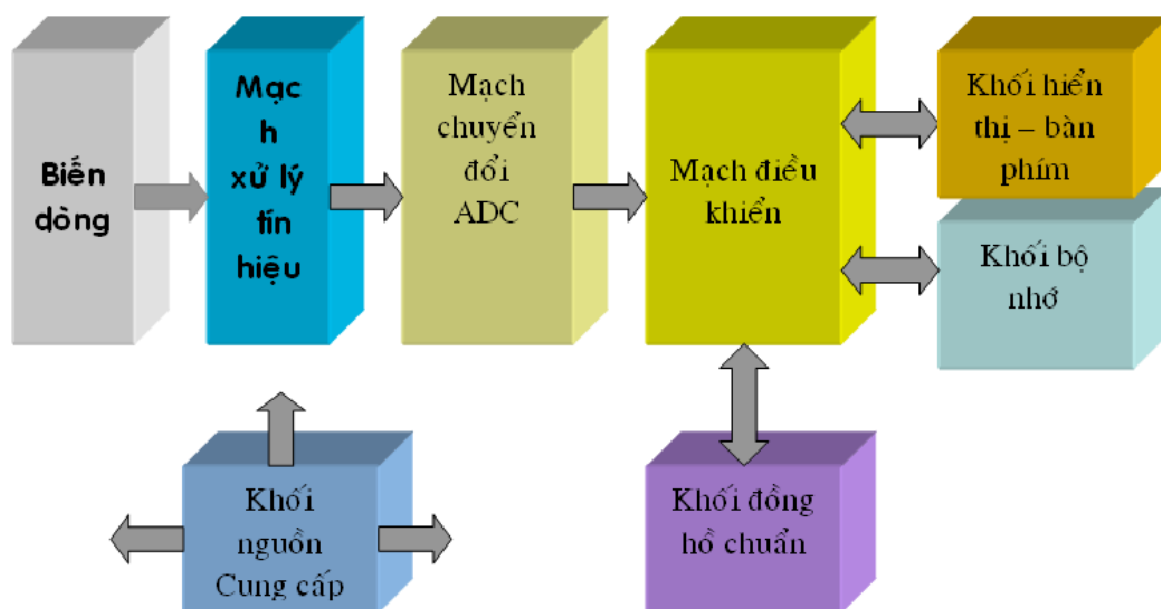 Biến
dòng
Mạc
h
xử lý
tín
hiệu
Mạch
chuyển
đổi
ADC
Mạch điều
khiển
Khối hiển
thị – bàn
phím
Khối bộ
nhớ
Khối
nguồn
Cung cấp
Khối đồng
hồ chuẩn